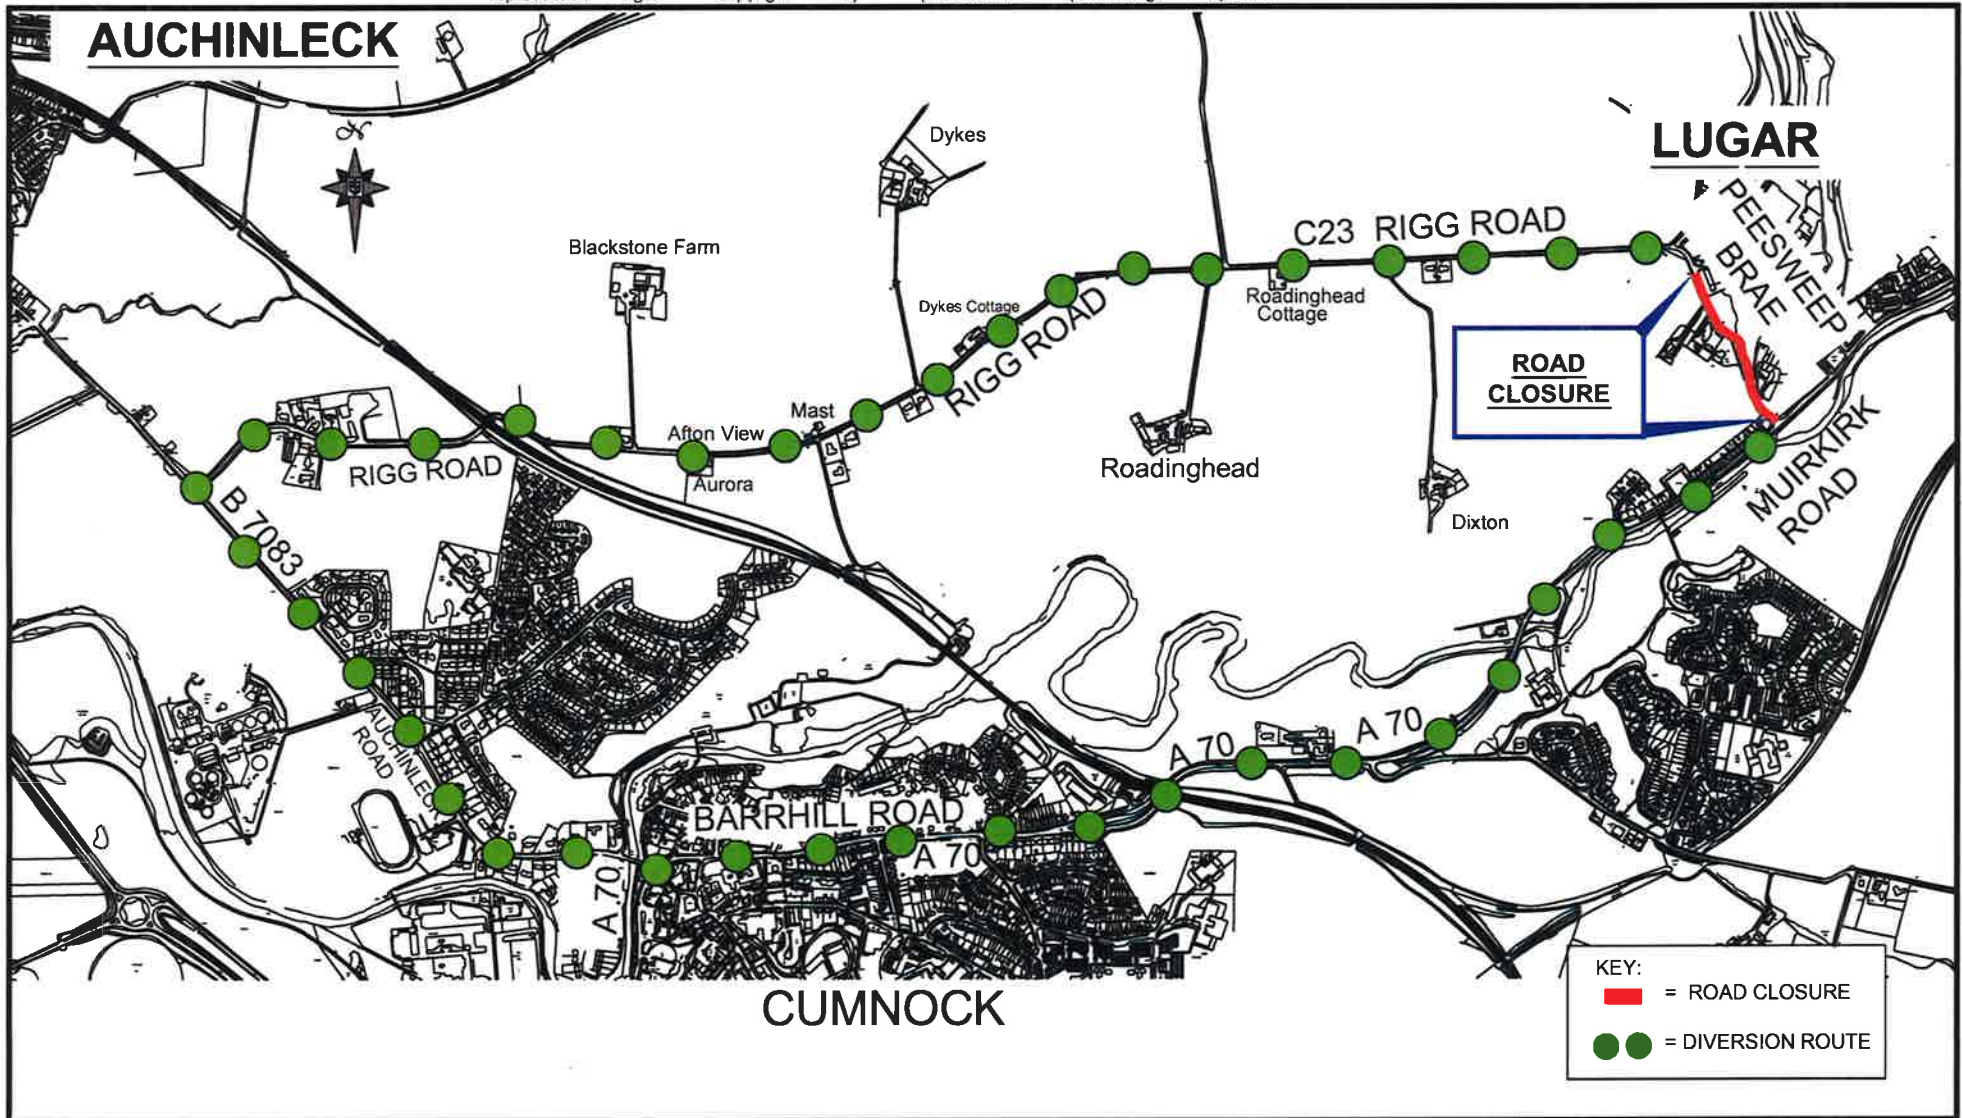 AUCHINLECK
LUGAR
Dykes
PEESWEEP
BRAE
C23 RIGG ROAD
Blackstone Farm
Dykes Cottage
RIGG ROAD
Roadinghead
Cottage
ROAD
CLOSURE
Mast
Afton View
Aurora
RIGG ROAD
Roadinghead
Dixton
MUIRKIRK
ROAD
B 7083
AUCHINLECK
ROAD
A 70
A 70
BARRHILL ROAD
A 70
A 70
CUMNOCK
KEY:
= ROAD CLOSURE
= DIVERSION ROUTE